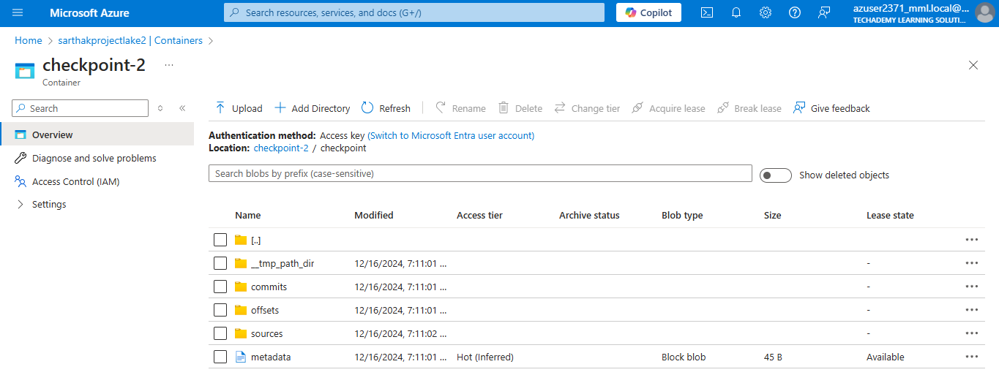 Microsoft Azure
Search resources, services, and docs (G+/)
Copilot
azuser2371_mml.local@...
TECHADEMY LEARNING SOLUTI...
Home > sarthakprojectlake2 | Containers >
checkpoint-2 ...
Container
Search
Overview
Diagnose and solve problems
Access Control (IAM)
Settings
Upload Add Directory Refresh Rename Delete Change tier Acquire lease Break lease Give feedback
Authentication method: Access key (Switch to Microsoft Entra user account)
Location: checkpoint-2 / checkpoint
Search blobs by prefix (case-sensitive)
Show deleted objects
Name Modified Access tier Archive status Blob type Size Lease state
[..]
__tmp_path_dir 12/16/2024, 7:11:01 ... -
commits 12/16/2024, 7:11:01 ... -
offsets 12/16/2024, 7:11:01 ... -
sources 12/16/2024, 7:11:02 ... -
metadata 12/16/2024, 7:11:01 ... Hot (Inferred) Block blob 45 B Available